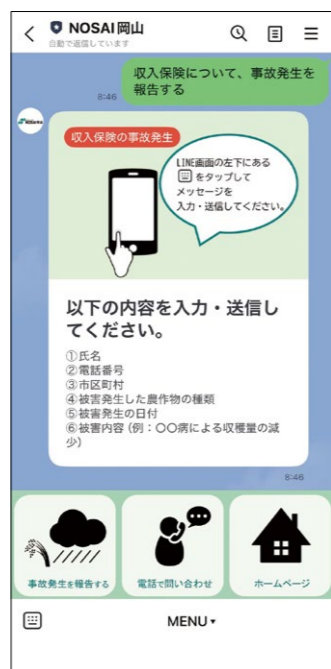 NOSAI岡山
自動で返信しています
収入保険について、事故発生を
報告する
8:46
収入保険の事故発生
LINE画面の左下にある
をタップして
メッセージを
入力・送信してください。
以下の内容を入力・送信し
てください。
①氏名
②電話番号
③市区町村
④被害発生した農作物の種類
⑤被害発生の日付
⑥被害内容(例:〇〇病による収穫量の減
少)
8:46
事故発生を報告する
電話で問い合わせ
ホームページ
MENU▾